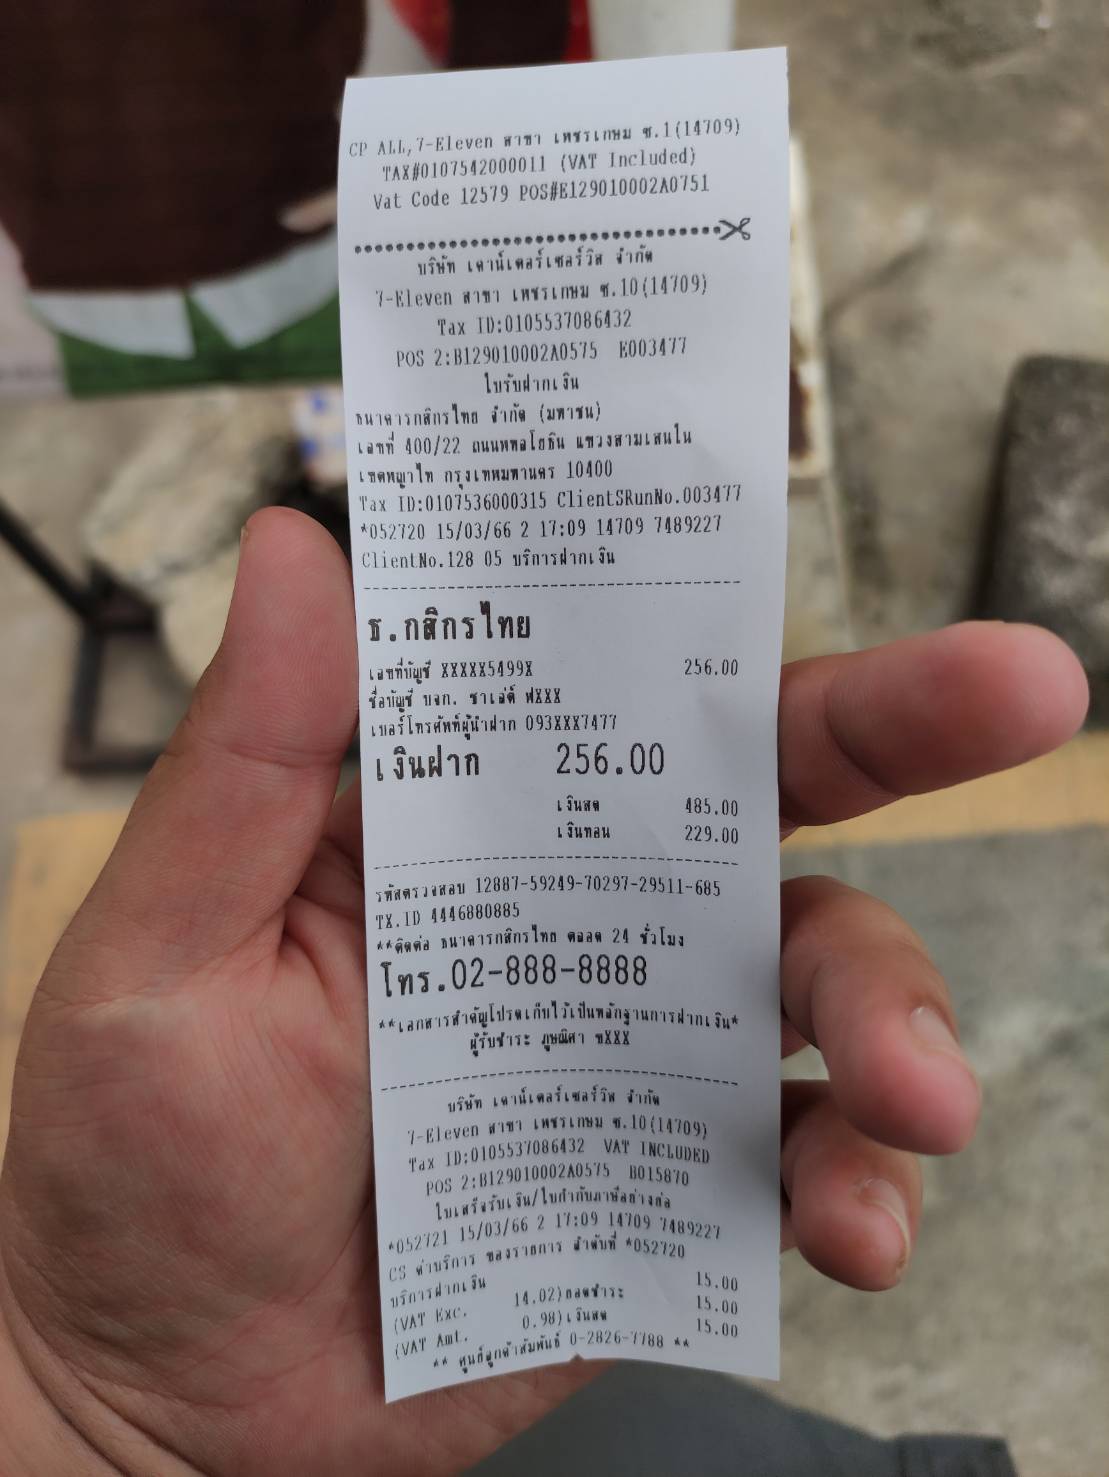 CP ALL,7-Eleven สาขา เพชรเกษม ซ.1(14709)
TAX#0107542000011 (VAT Included)
Vat Code 12579 POS#E129010002A0751
บริษัท เคาน์เตอร์เซอร์วิส จำกัด
7-Eleven สาขา เพชรเกษม ซ.10(14709)
Tax ID:0105537086432
POS 2:B129010002A0575 E003477
ใบรับฝากเงิน
ธนาคารกสิกรไทย จำกัด (มหาชน)
เลขที่ 400/22 ถนนพหลโยธิน แขวงสามเสนใน
เขตพญาไท กรุงเทพมหานคร 10400
Tax ID:0107536000315 ClientSRunNo.003477
*052720 15/03/66 2 17:09 14709 7489227
ClientNo.128 05 บริการฝากเงิน
ธ.กสิกรไทย
เลขที่บัญชี XXXXX5499X 256.00
ชื่อบัญชี บจก. ชาเล่ต์ ฟXXX
เบอร์โทรศัพท์ผู้นำฝาก 093XXX7477
เงินฝาก 256.00
เงินสด 485.00
เงินทอน 229.00
รหัสตรวจสอบ 12887-59249-70297-29511-685
TX.ID 4446880885
**ติดต่อ ธนาคารกสิกรไทย ตลอด 24 ชั่วโมง
โทร.02-888-8888
**เอกสารสำคัญโปรดเก็บไว้เป็นหลักฐานการฝากเงิน*
ผู้รับชำระ ภูษณิศา ขXXX
บริษัท เคาน์เตอร์เซอร์วิส จำกัด
7-Eleven สาขา เพชรเกษม ซ.10(14709)
Tax ID:0105537086432 VAT INCLUDED
POS 2:B129010002A0575 B015870
ใบเสร็จรับเงิน/ใบกำกับภาษีอย่างย่อ
*052721 15/03/66 2 17:09 14709 7489227
CS ค่าบริการ ของรายการ ลำดับที่ *052720
บริการฝากเงิน 15.00
(VAT Exc. 14.02)ยอดชำระ 15.00
(VAT Amt. 0.98)เงินสด 15.00
** ศูนย์ลูกค้าสัมพันธ์ 0-2826-7788 **